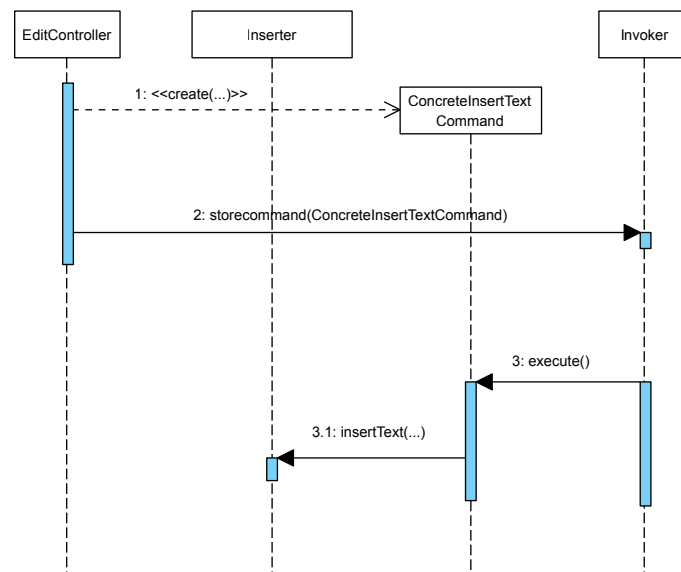 EditController
Inserter
Invoker
1: <<create(...)>>
ConcreteInsertText
Command
2: storecommand(ConcreteInsertTextCommand)
3: execute()
3.1: insertText(...)